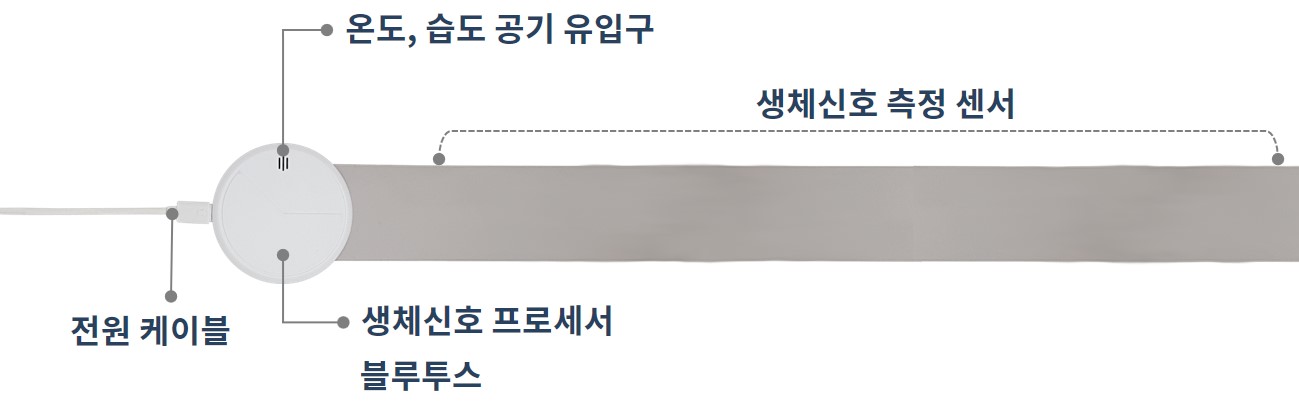 온도, 습도 공기 유입구
생체신호 측정 센서
전원 케이블
생체신호 프로세서
블루투스